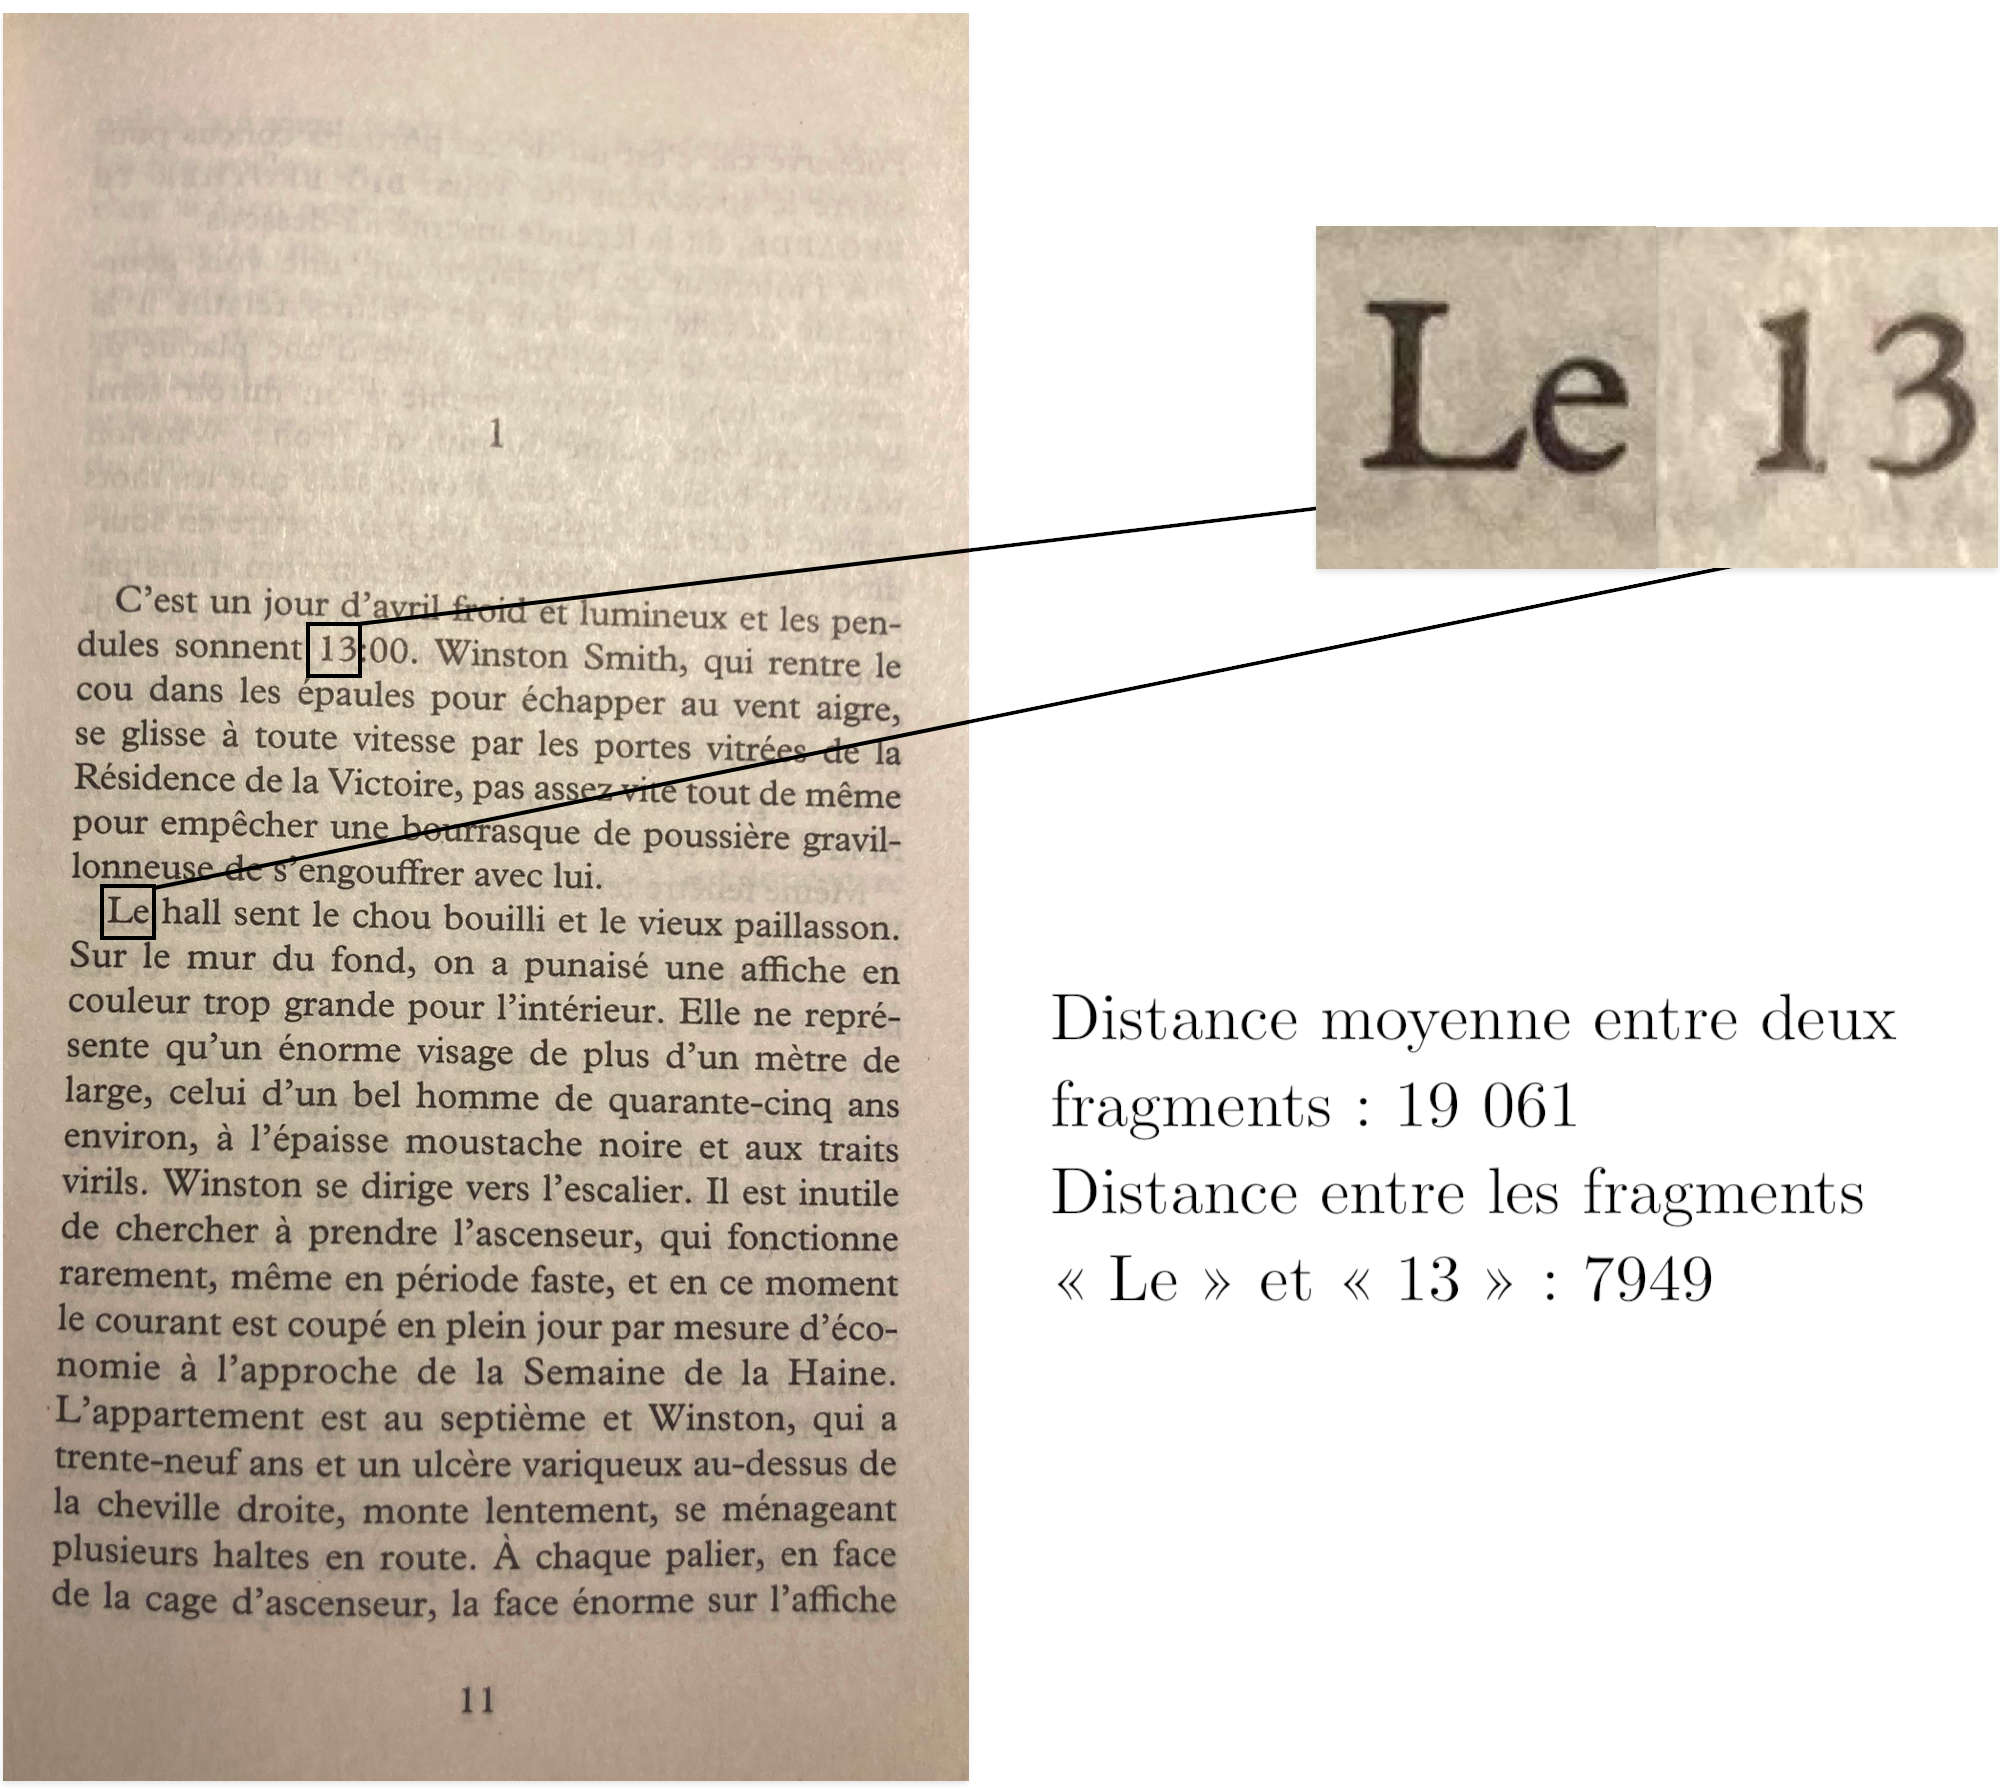 1
C'est un jour d'avril froid et lumineux et les pen-
dules sonnent 13:00. Winston Smith, qui rentre le
cou dans les épaules pour échapper au vent aigre,
se glisse à toute vitesse par les portes vitrées de la
Résidence de la Victoire, pas assez vite tout de même
pour empêcher une bourrasque de poussière gravil-
lonneuse de s'engouffrer avec lui.
Le hall sent le chou bouilli et le vieux paillasson.
Sur le mur du fond, on a punaisé une affiche en
couleur trop grande pour l'intérieur. Elle ne repré-
sente qu'un énorme visage de plus d'un mètre de
large, celui d'un bel homme de quarante-cinq ans
environ, à l'épaisse moustache noire et aux traits
virils. Winston se dirige vers l'escalier. Il est inutile
de chercher à prendre l'ascenseur, qui fonctionne
rarement, même en période faste, et en ce moment
le courant est coupé en plein jour par mesure d'éco-
nomie à l'approche de la Semaine de la Haine.
L'appartement est au septième et Winston, qui a
trente-neuf ans et un ulcère variqueux au-dessus de
la cheville droite, monte lentement, se ménageant
plusieurs haltes en route. À chaque palier, en face
de la cage d'ascenseur, la face énorme sur l'affiche
11
Le 13
Distance moyenne entre deux
fragments : 19 061
Distance entre les fragments
« Le » et « 13 » : 7949